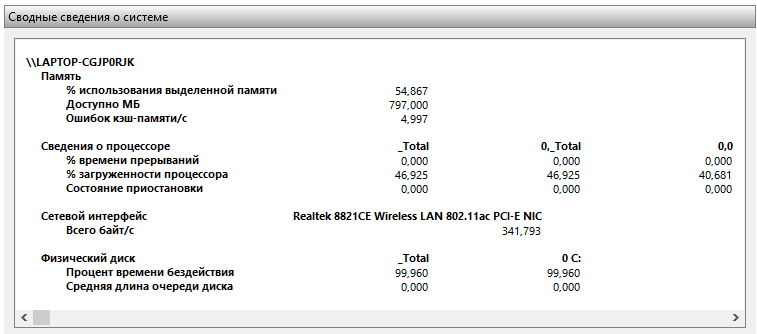 Сводные сведения о системе
\\LAPTOP-CGJP0RJK
Память
% использования выделенной памяти 54,867
Доступно МБ 797,000
Ошибок кэш-памяти/с 4,997
Сведения о процессоре _Total 0,_Total 0,0
% времени прерываний 0,000 0,000 0,000
% загруженности процессора 46,925 46,925 40,681
Состояние приостановки 0,000 0,000 0,000
Сетевой интерфейс Realtek 8821CE Wireless LAN 802.11ac PCI-E NIC
Всего байт/с 341,793
Физический диск _Total 0 C:
Процент времени бездействия 99,960 99,960
Средняя длина очереди диска 0,000 0,000